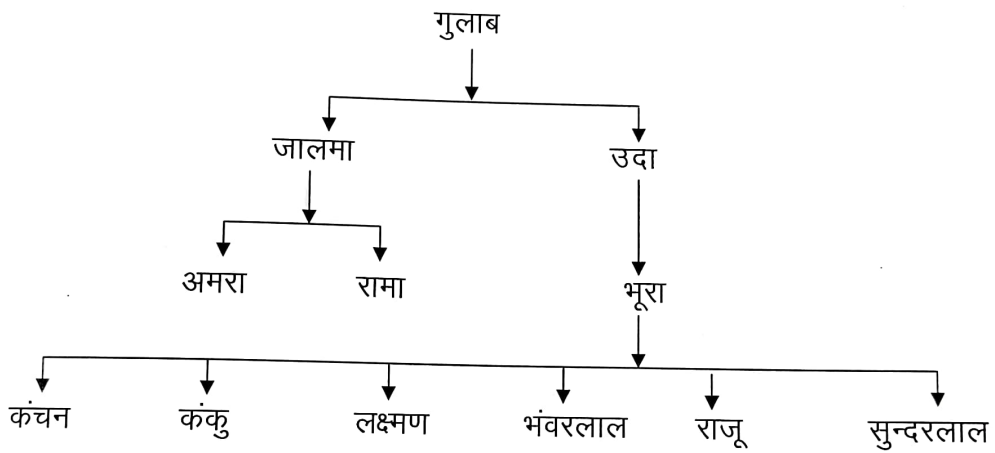 गुलाब
जालमा उदा
अमरा रामा भूरा
कंचन कंकु लक्ष्मण भंवरलाल राजू सुन्दरलाल